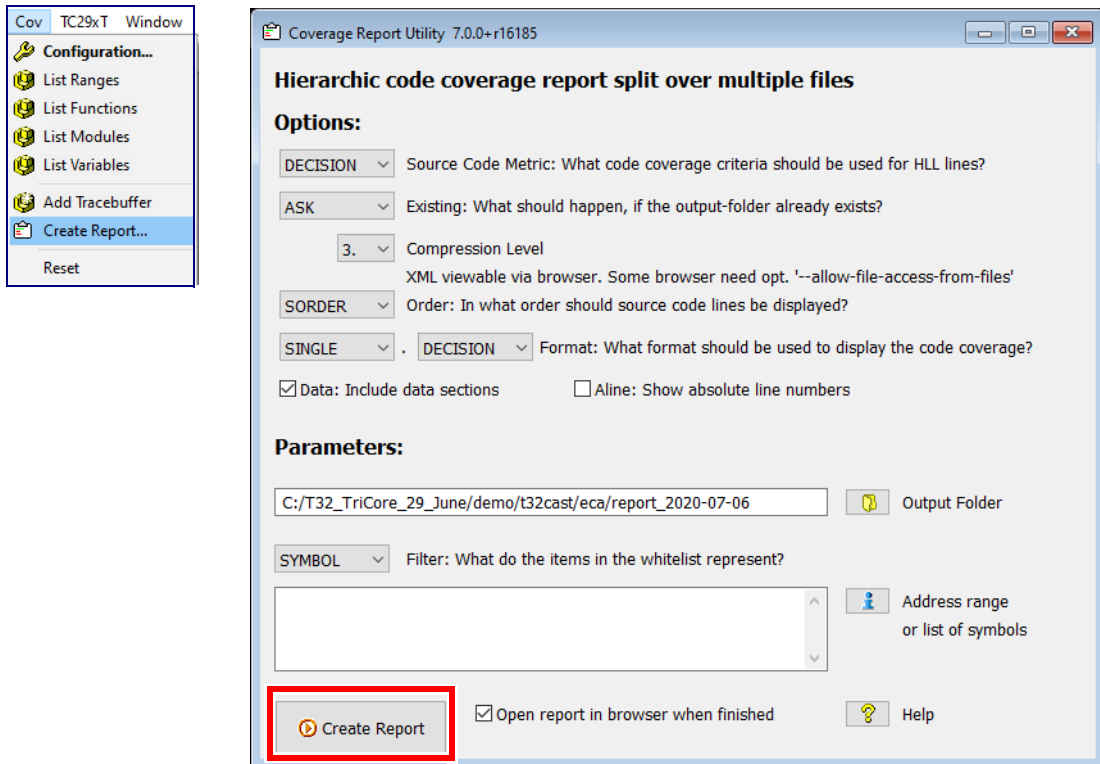 Cov TC29xT Window
Configuration...
List Ranges
List Functions
List Modules
List Variables
Add Tracebuffer
Create Report...
Reset
Coverage Report Utility 7.0.0+r16185
Hierarchic code coverage report split over multiple files
Options:
DECISION Source Code Metric: What code coverage criteria should be used for HLL lines?
ASK Existing: What should happen, if the output-folder already exists?
3. Compression Level
XML viewable via browser. Some browser need opt. '--allow-file-access-from-files'
SORDER Order: In what order should source code lines be displayed?
SINGLE . DECISION Format: What format should be used to display the code coverage?
Data: Include data sections Aline: Show absolute line numbers
Parameters:
C:/T32_TriCore_29_June/demo/t32cast/eca/report_2020-07-06 Output Folder
SYMBOL Filter: What do the items in the whitelist represent?
Address range
or list of symbols
Create Report Open report in browser when finished Help